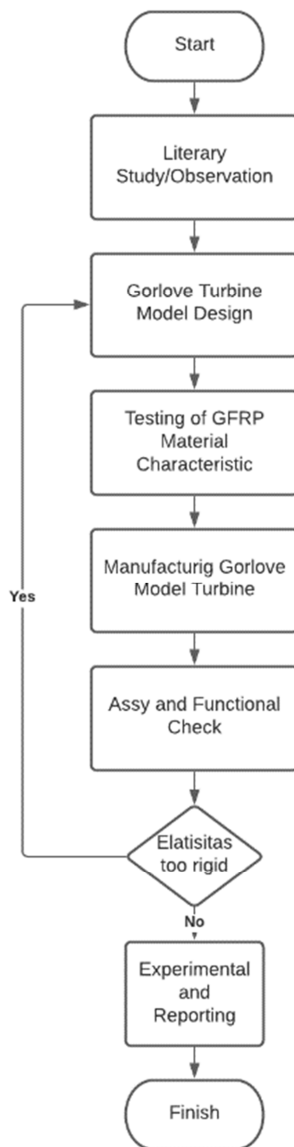 Start
Literary
Study/Observation
Gorlove Turbine
Model Design
Testing of GFRP
Material
Characteristic
Manufacturig Gorlove
Model Turbine
Yes
Assy and Functional
Check
Elatisitas
too rigid
No
Experimental
and
Reporting
Finish